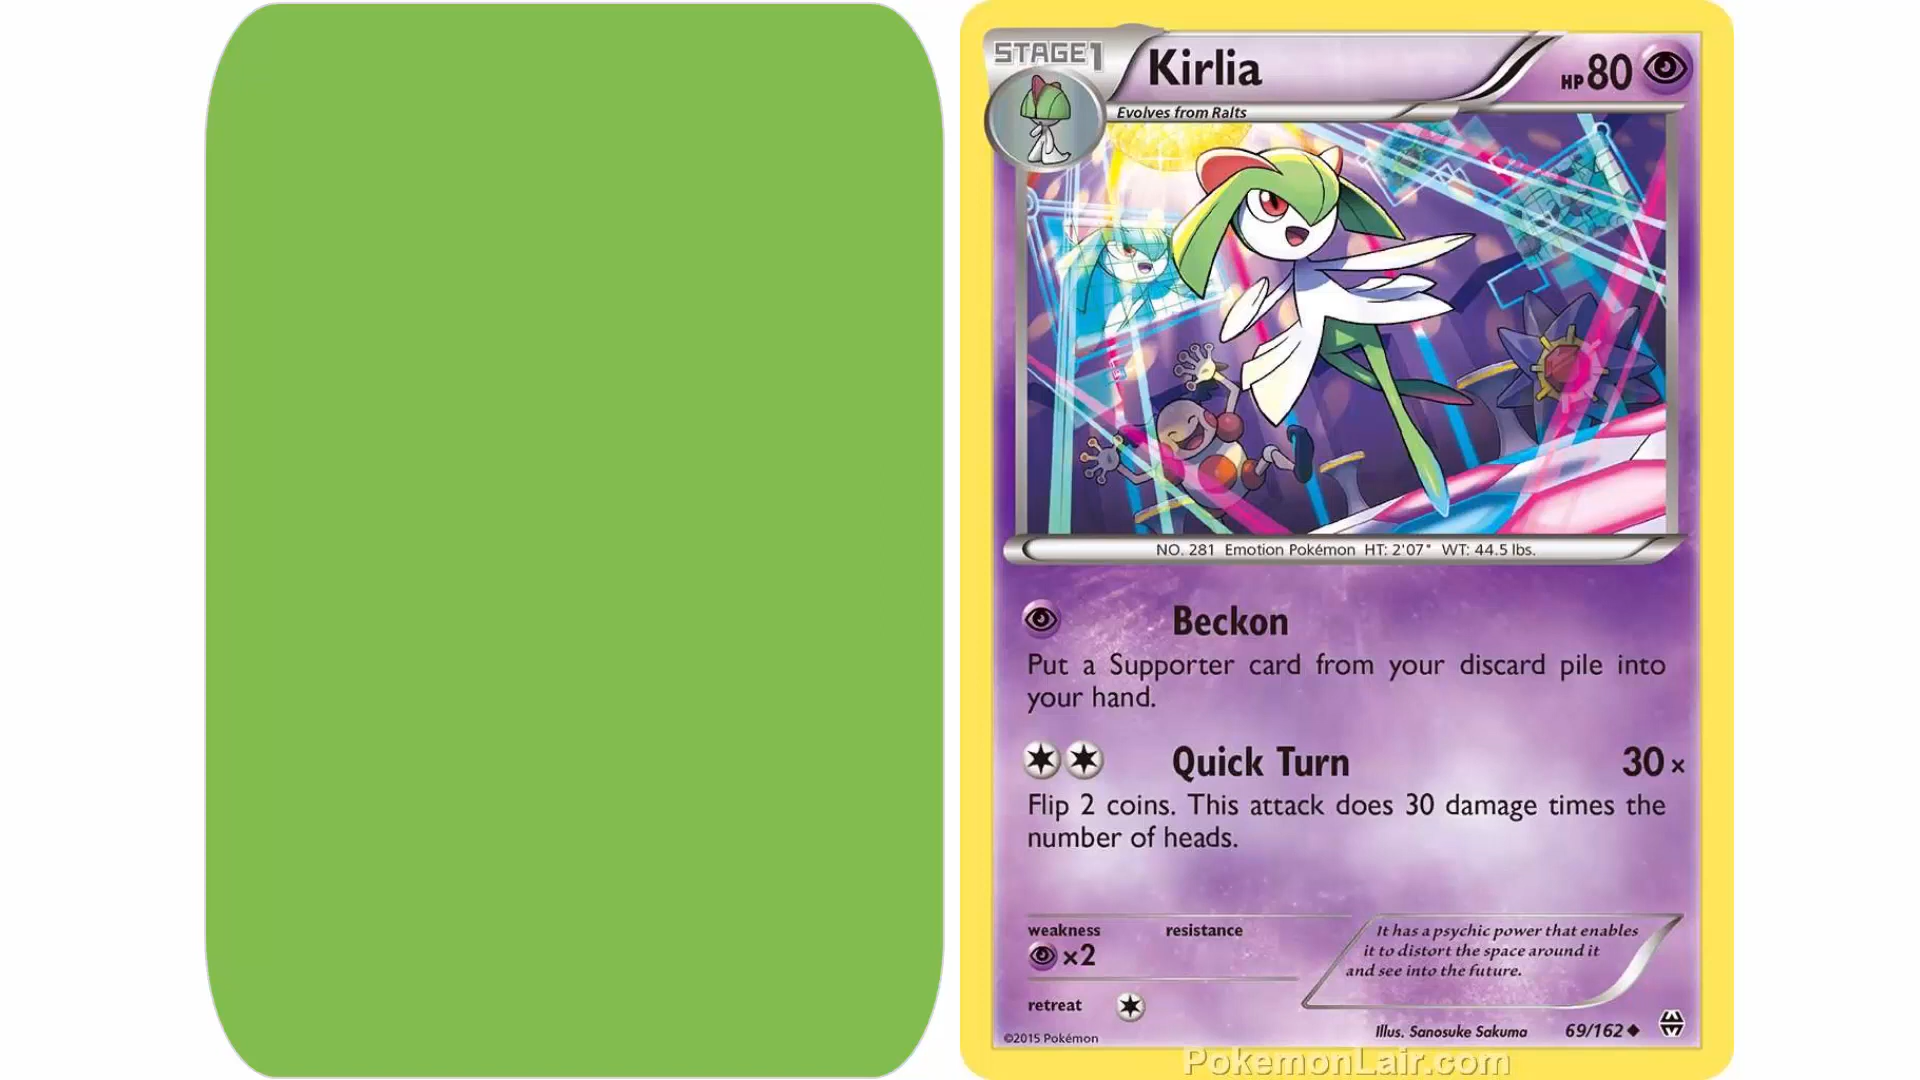 STAGE1
Kirlia
HP80
Evolves from Ralts
NO. 281 Emotion Pokémon HT: 2'07" WT: 44.5 lbs.
Beckon
Put a Supporter card from your discard pile into
your hand.
Quick Turn 30×
Flip 2 coins. This attack does 30 damage times the
number of heads.
weakness resistance
×2
It has a psychic power that enables
it to distort the space around it
and see into the future.
retreat
Illus. Sanosuke Sakuma 69/162
©2015 Pokémon
PokemonLair.com